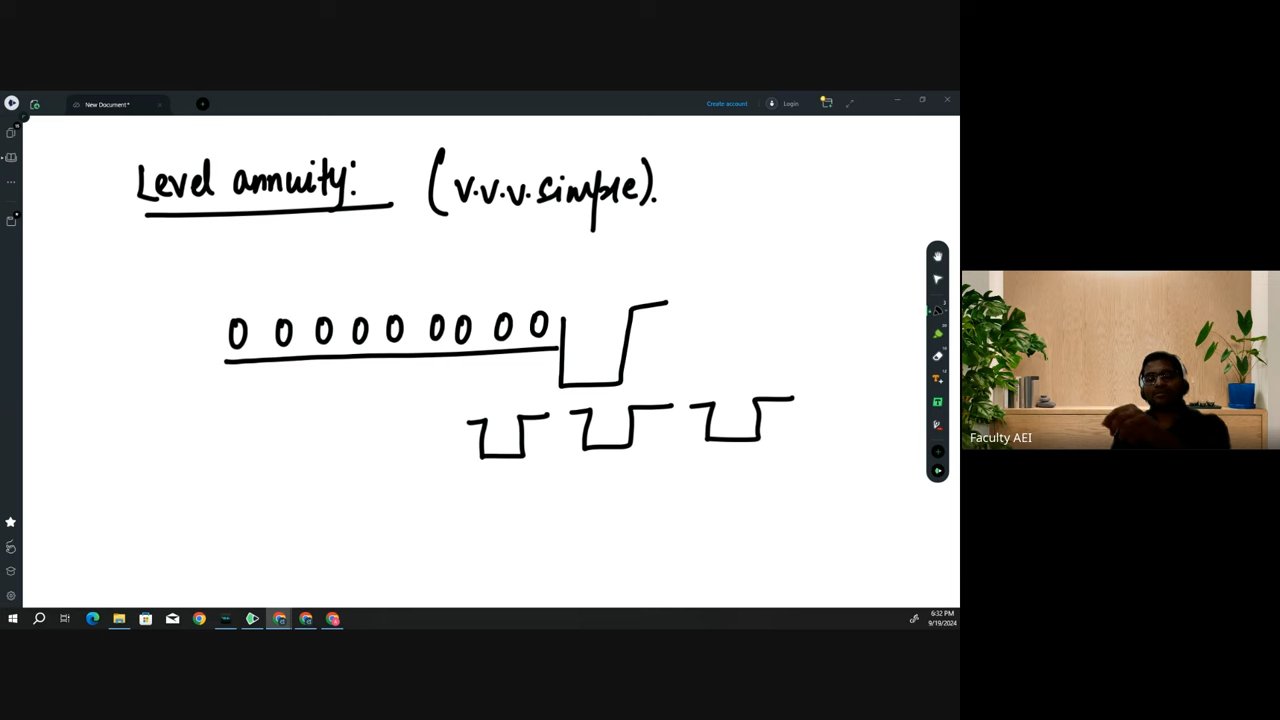 New Document*
Create account
Login
Level annuity: (v.v.v.simple).
0 0 0 0 0 0 0 0 0
Faculty AEI
6:32 PM
9/19/2024